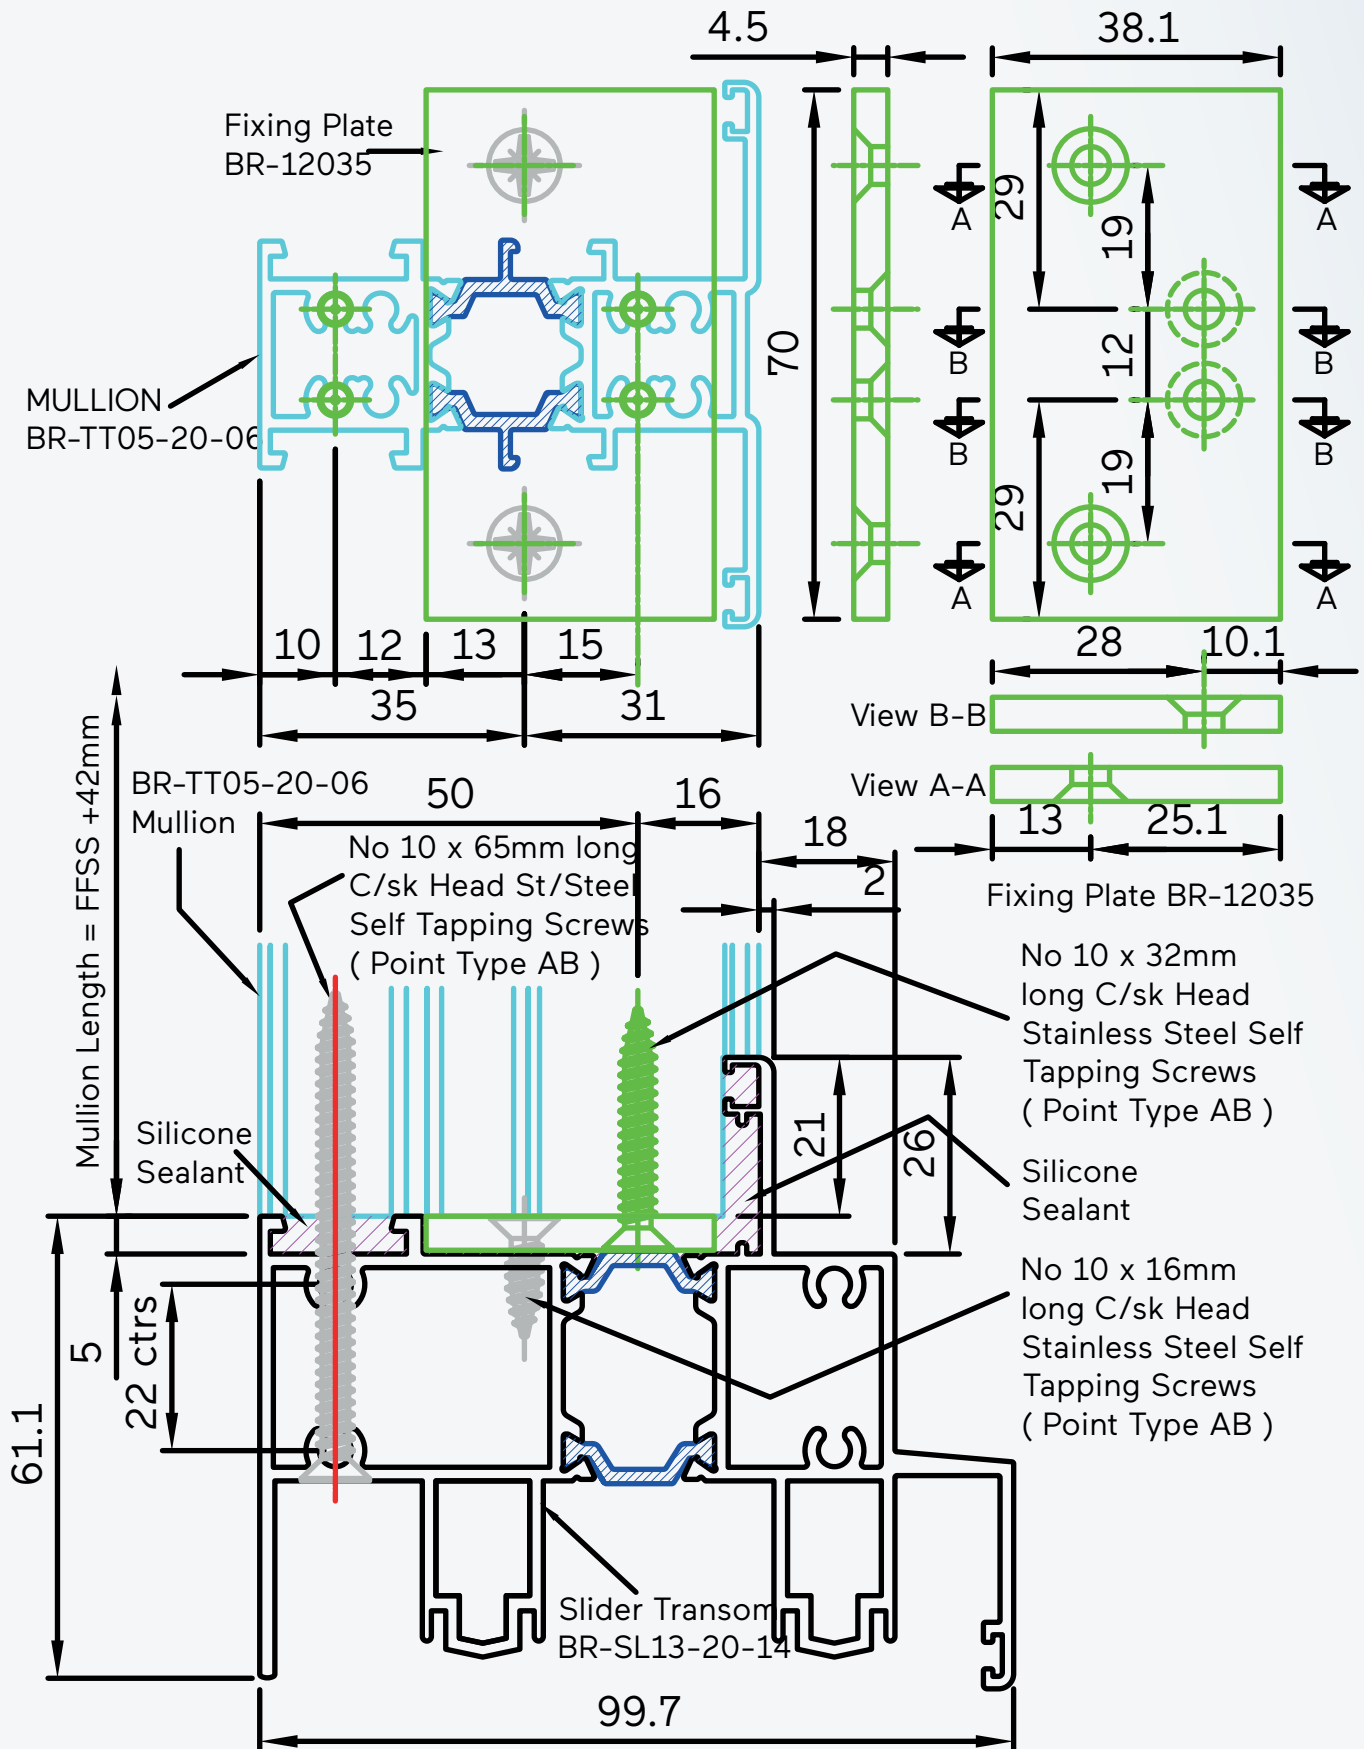 4.5
38.1
Fixing Plate
BR-12035
A
A
29
19
B
B
70
12
MULLION
BR-TT05-20-06
B
B
19
29
A
A
10
12
13
15
28
10.1
35
31
View B-B
BR-TT05-20-06
Mullion
50
16
View A-A
13
25.1
18
2
Mullion Length = FFSS +42mm
No 10 x 65mm long
C/sk Head St/Steel
Self Tapping Screws
( Point Type AB )
Fixing Plate BR-12035
No 10 x 32mm
long C/sk Head
Stainless Steel Self
Tapping Screws
( Point Type AB )
Silicone
Sealant
21
26
Silicone
Sealant
No 10 x 16mm
long C/sk Head
Stainless Steel Self
Tapping Screws
( Point Type AB )
5
22 ctrs
61.1
Slider Transom
BR-SL13-20-14
99.7